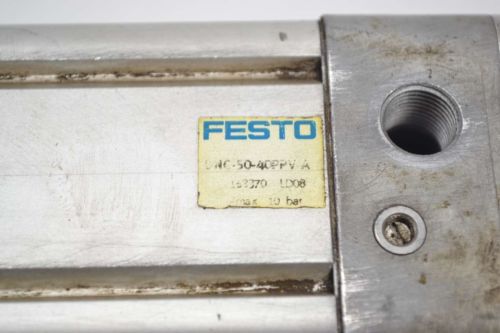 FESTO
DNC-50-40PPV-A
163370 LD08
max. 10 bar